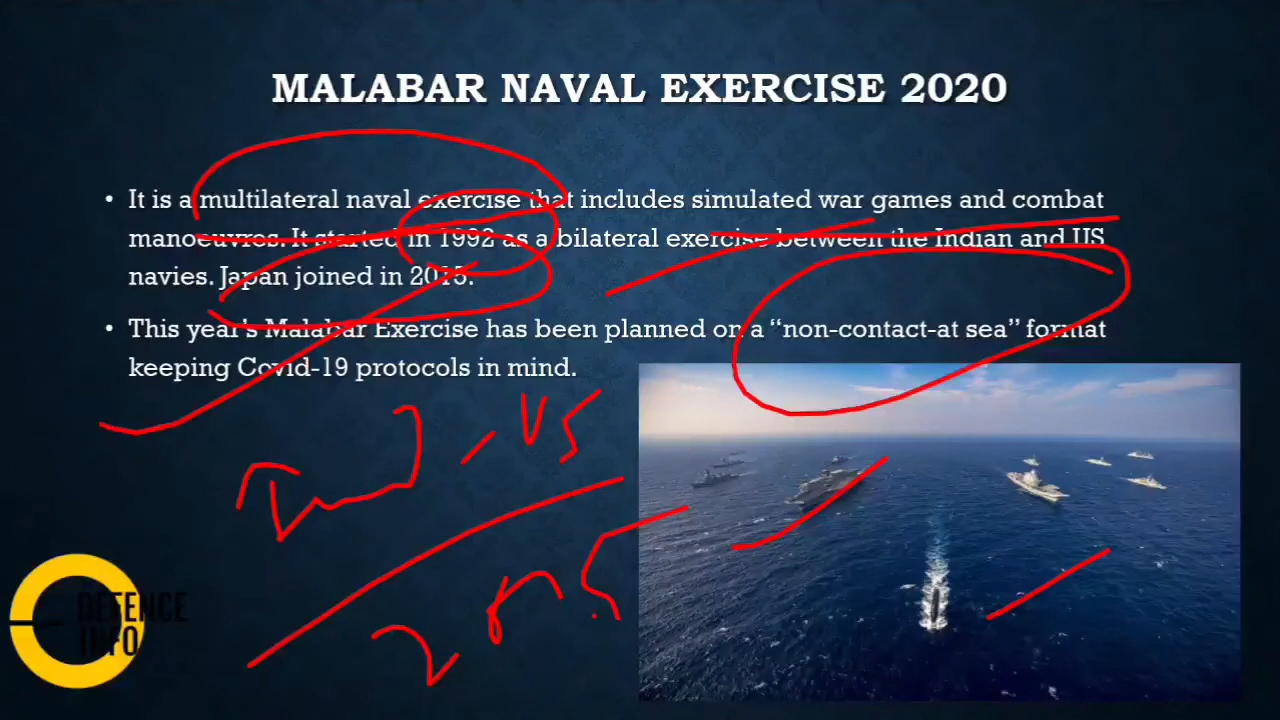 MALABAR NAVAL EXERCISE 2020
• It is a multilateral naval exercise that includes simulated war games and combat
manoeuvres. It started in 1992 as a bilateral exercise between the Indian and US
navies. Japan joined in 2015.
• This year's Malabar Exercise has been planned on a “non-contact-at sea” format
keeping Covid-19 protocols in mind.
Ind - US
2015
DEFENCE
INFO